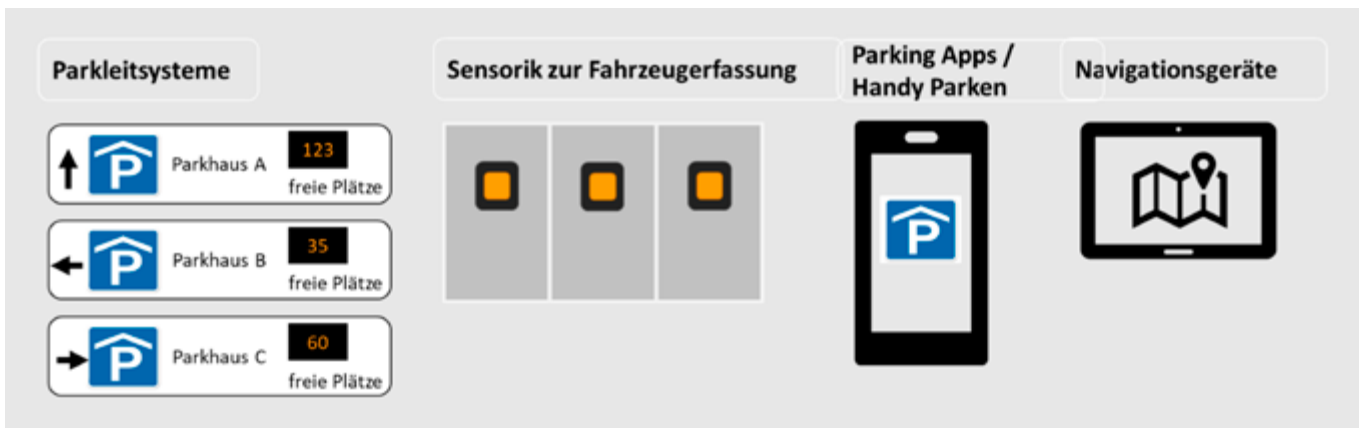 Parkleitsysteme
Sensorik zur Fahrzeugerfassung
Parking Apps /
Handy Parken
Navigationsgeräte
P Parkhaus A 123
freie Plätze
P Parkhaus B 35
freie Plätze
P Parkhaus C 60
freie Plätze
P